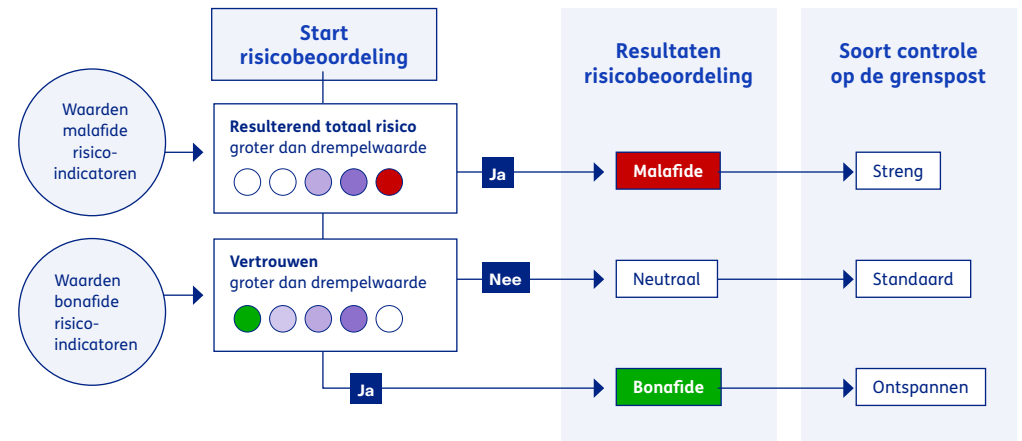 Start
risicobeoordeling
Resultaten
risicobeoordeling
Soort controle
op de grenspost
Waarden
malafide
risico-
indicatoren
Resulterend totaal risico
groter dan drempelwaarde
Ja
Malafide
Streng
Waarden
bonafide
risico-
indicatoren
Vertrouwen
groter dan drempelwaarde
Nee
Neutraal
Standaard
Ja
Bonafide
Ontspannen